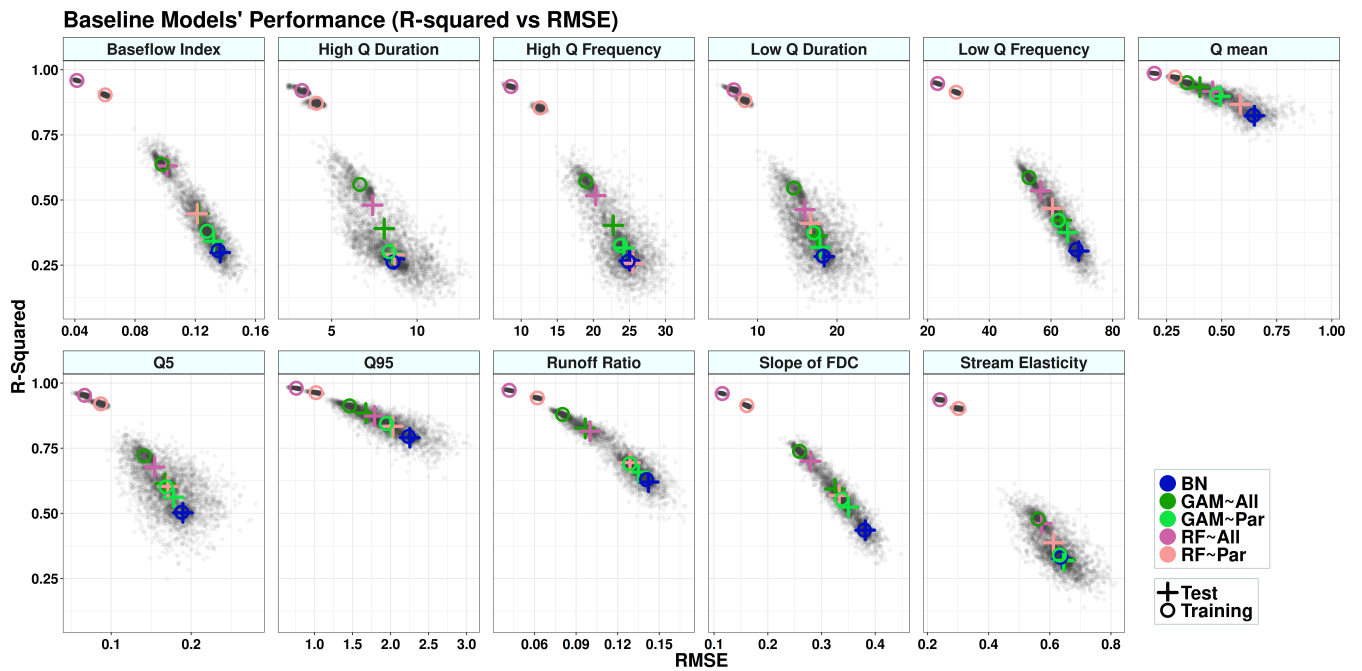 Baseline Models' Performance (R-squared vs RMSE)
Baseflow Index
High Q Duration
High Q Frequency
Low Q Duration
Low Q Frequency
Q mean
1.00
0.75
0.50
0.25
0.04 0.08 0.12 0.16
5 10
10 15 20 25 30
10 20
20 40 60 80
0.25 0.50 0.75 1.00
R-Squared
Q5
Q95
Runoff Ratio
Slope of FDC
Stream Elasticity
1.00
0.75
0.50
0.25
0.1 0.2
1.0 1.5 2.0 2.5 3.0
0.06 0.09 0.12 0.15
0.1 0.2 0.3 0.4
0.2 0.4 0.6 0.8
RMSE
BN
GAM~All
GAM~Par
RF~All
RF~Par
Test
Training